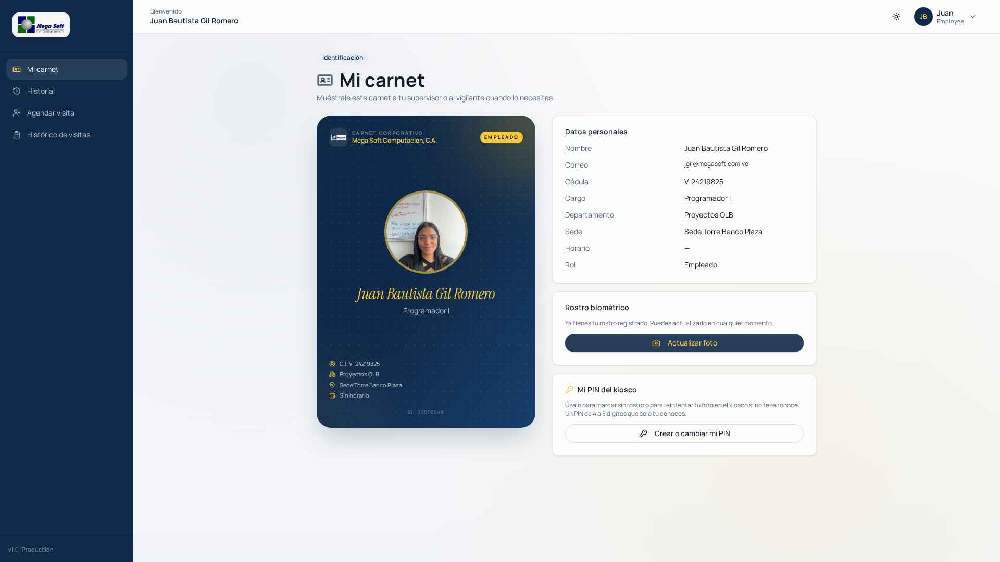 Mega Soft
Bienvenido
Juan Bautista Gil Romero
JB
Juan
Employee
Mi carnet
Historial
Agendar visita
Histórico de visitas
Identificación
Mi carnet
Muéstrale este carnet a tu supervisor o al vigilante cuando lo necesites.
CARNET CORPORATIVO
Mega Soft Computación, C.A.
EMPLEADO
Juan Bautista Gil Romero
Programador I
C.I. V-24219825
Proyectos OLB
Sede Torre Banco Plaza
Sin horario
ID · 36BF8649
Datos personales
Nombre Juan Bautista Gil Romero
Correo jgil@megasoft.com.ve
Cédula V-24219825
Cargo Programador I
Departamento Proyectos OLB
Sede Sede Torre Banco Plaza
Horario —
Rol Empleado
Rostro biométrico
Ya tienes tu rostro registrado. Puedes actualizarlo en cualquier momento.
Actualizar foto
Mi PIN del kiosco
Úsalo para marcar sin rostro o para reintentar tu foto en el kiosco si no te reconoce.
Un PIN de 4 a 8 dígitos que solo tú conoces.
Crear o cambiar mi PIN
v1.0 · Producción